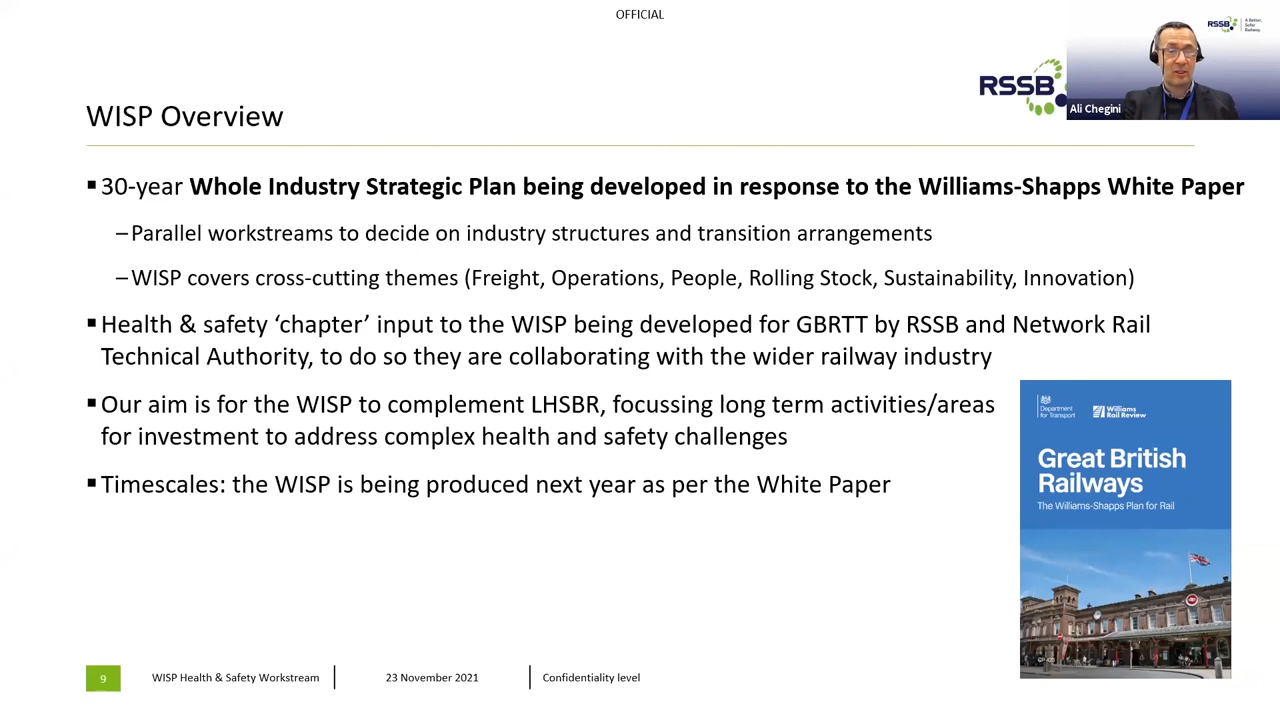 OFFICIAL
RSSB
A Better,
Safer
Railway
RSSB
Ali Chegini
WISP Overview
▪30-year Whole Industry Strategic Plan being developed in response to the Williams-Shapps White Paper
–Parallel workstreams to decide on industry structures and transition arrangements
–WISP covers cross-cutting themes (Freight, Operations, People, Rolling Stock, Sustainability, Innovation)
▪Health & safety ‘chapter’ input to the WISP being developed for GBRTT by RSSB and Network Rail
Technical Authority, to do so they are collaborating with the wider railway industry
▪Our aim is for the WISP to complement LHSBR, focussing long term activities/areas
for investment to address complex health and safety challenges
▪Timescales: the WISP is being produced next year as per the White Paper
Department
for Transport
Williams
Rail Review
Great British
Railways
The Williams-Shapps Plan for Rail
9
WISP Health & Safety Workstream
23 November 2021
Confidentiality level